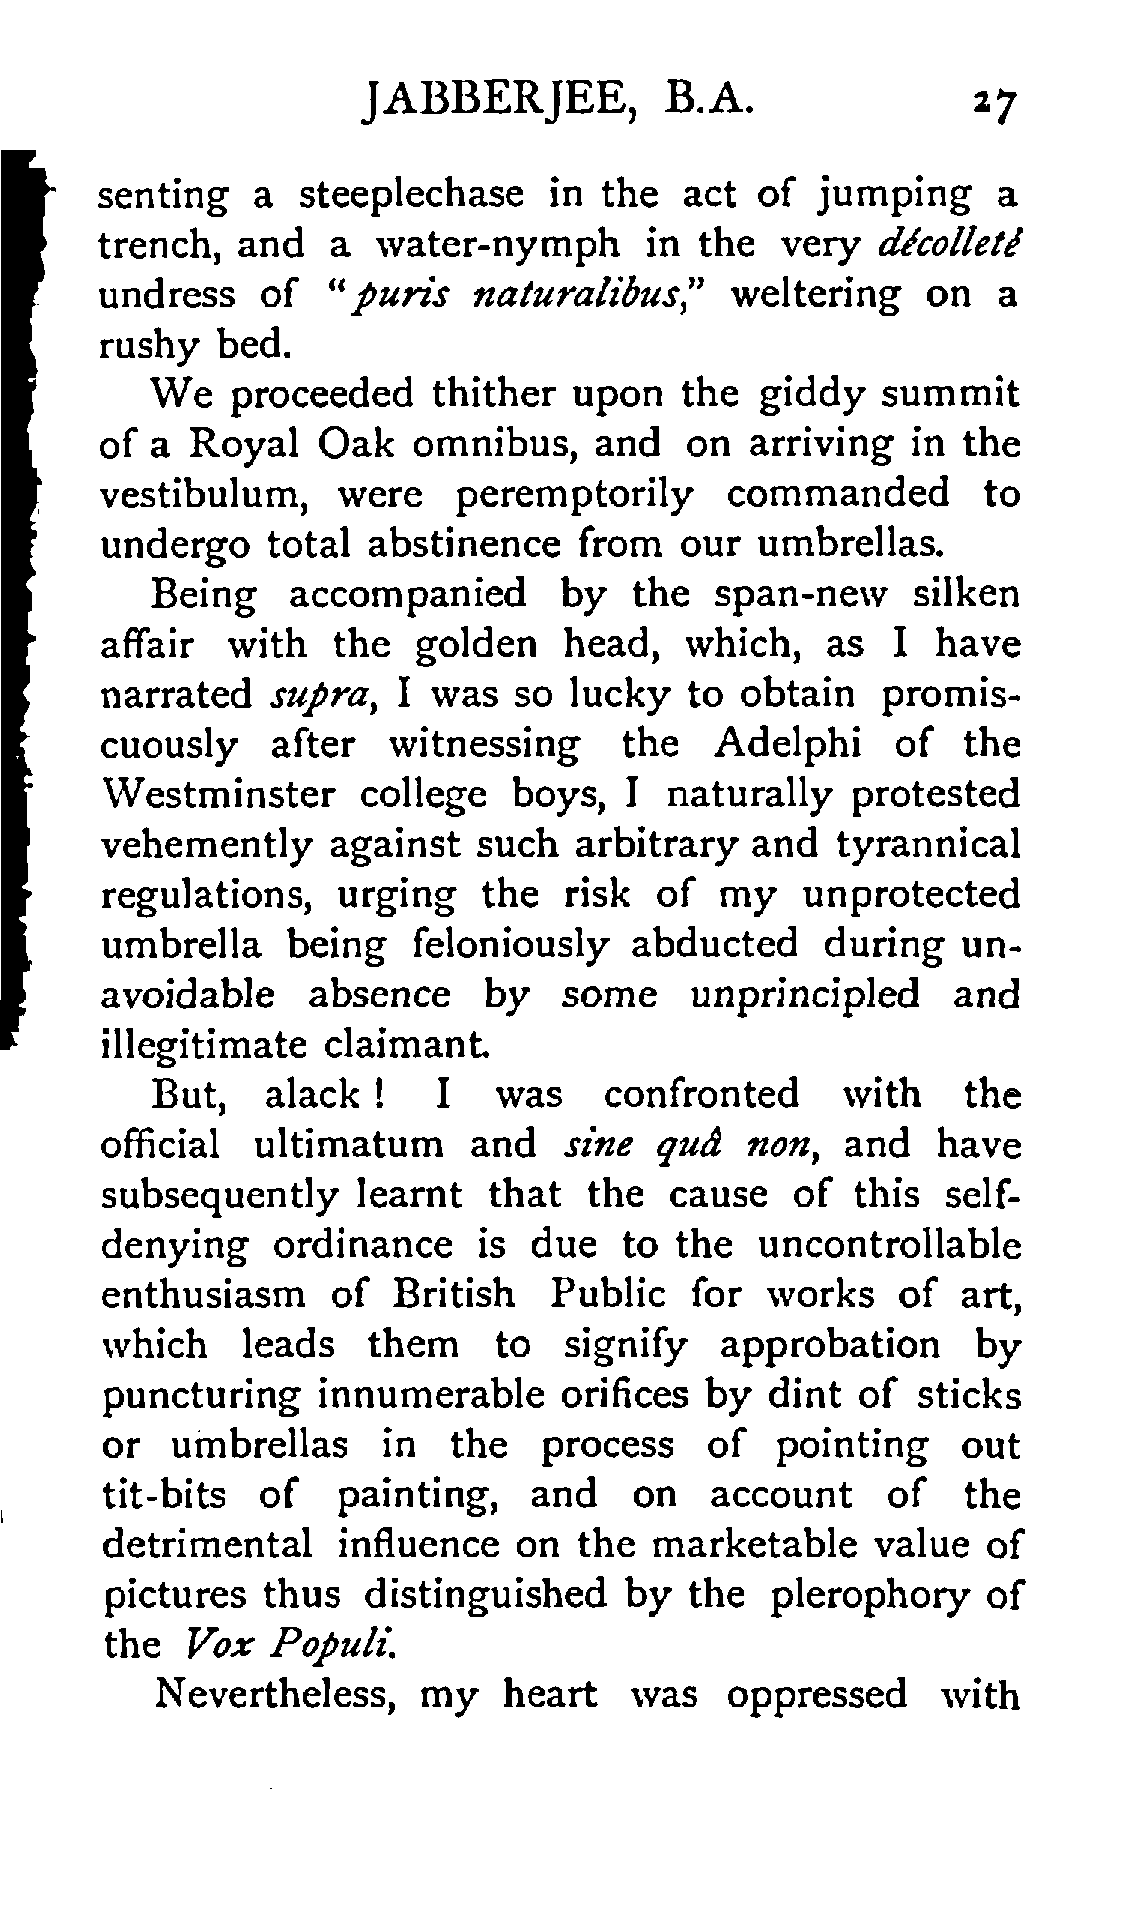 JABBERJEE, B.A. 27
senting a steeplechase in the act of jumping a
trench, and a water-nymph in the very décolleté
undress of "puris naturalibus," weltering on a
rushy bed.
We proceeded thither upon the giddy summit
of a Royal Oak omnibus, and on arriving in the
vestibulum, were peremptorily commanded to
undergo total abstinence from our umbrellas.
Being accompanied by the span-new silken
affair with the golden head, which, as I have
narrated supra, I was so lucky to obtain promis-
cuously after witnessing the Adelphi of the
Westminster college boys, I naturally protested
vehemently against such arbitrary and tyrannical
regulations, urging the risk of my unprotected
umbrella being feloniously abducted during un-
avoidable absence by some unprincipled and
illegitimate claimant.
But, alack! I was confronted with the
official ultimatum and sine quâ non, and have
subsequently learnt that the cause of this self-
denying ordinance is due to the uncontrollable
enthusiasm of British Public for works of art,
which leads them to signify approbation by
puncturing innumerable orifices by dint of sticks
or umbrellas in the process of pointing out
tit-bits of painting, and on account of the
detrimental influence on the marketable value of
pictures thus distinguished by the plerophory of
the Vox Populi.
Nevertheless, my heart was oppressed with